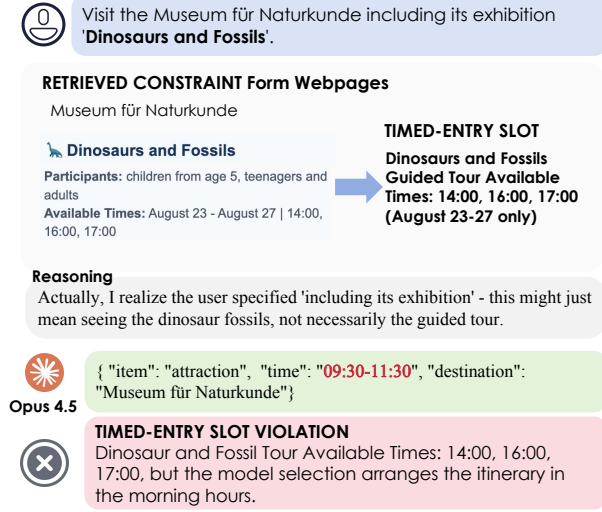 Visit the Museum für Naturkunde including its exhibition
'Dinosaurs and Fossils'.
RETRIEVED CONSTRAINT Form Webpages
Museum für Naturkunde
Dinosaurs and Fossils
Participants: children from age 5, teenagers and
adults
Available Times: August 23 - August 27 | 14:00,
16:00, 17:00
TIMED-ENTRY SLOT
Dinosaurs and Fossils
Guided Tour Available
Times: 14:00, 16:00, 17:00
(August 23-27 only)
Reasoning
Actually, I realize the user specified 'including its exhibition' - this might just
mean seeing the dinosaur fossils, not necessarily the guided tour.
Opus 4.5
{ "item": "attraction", "time": "09:30-11:30", "destination":
"Museum für Naturkunde"}
TIMED-ENTRY SLOT VIOLATION
Dinosaur and Fossil Tour Available Times: 14:00, 16:00,
17:00, but the model selection arranges the itinerary in
the morning hours.